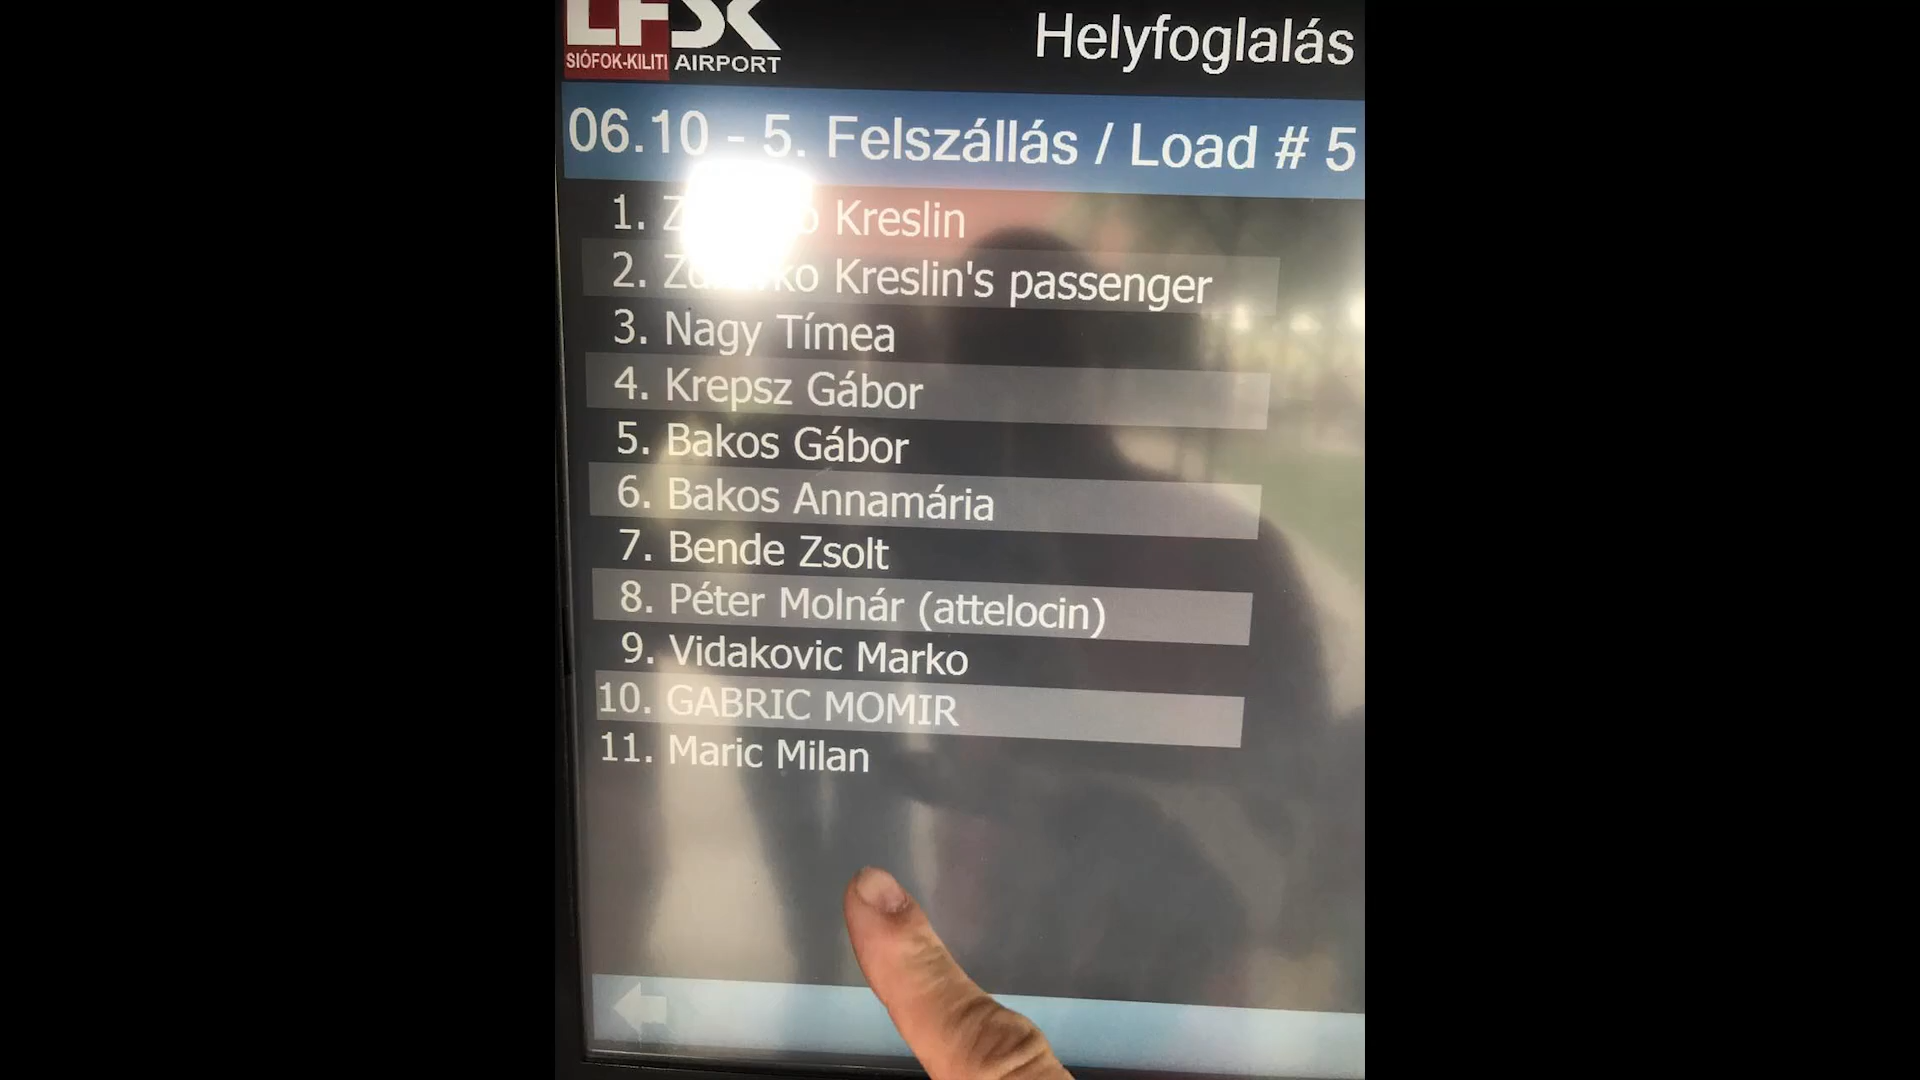 SIÓFOK-KILITI AIRPORT
Helyfoglalás
06.10 - 5. Felszállás / Load # 5
1. Kreslin
2. Kreslin's passenger
3. Nagy Tímea
4. Krepsz Gábor
5. Bakos Gábor
6. Bakos Annamária
7. Bende Zsolt
8. Péter Molnár (attelocin)
9. Vidakovic Marko
10. GABRIC MOMIR
11. Maric Milan